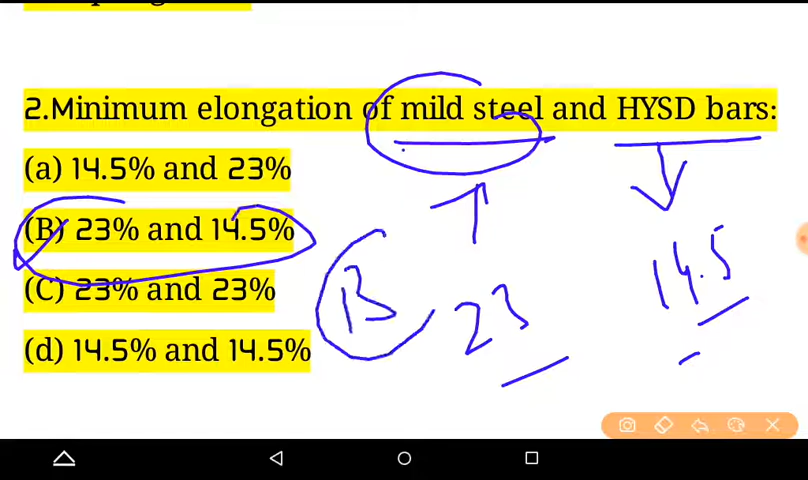 2.Minimum elongation of mild steel and HYSD bars:
(a) 14.5% and 23%
(B) 23% and 14.5%
(C) 23% and 23%
(d) 14.5% and 14.5%
B
23
14.5